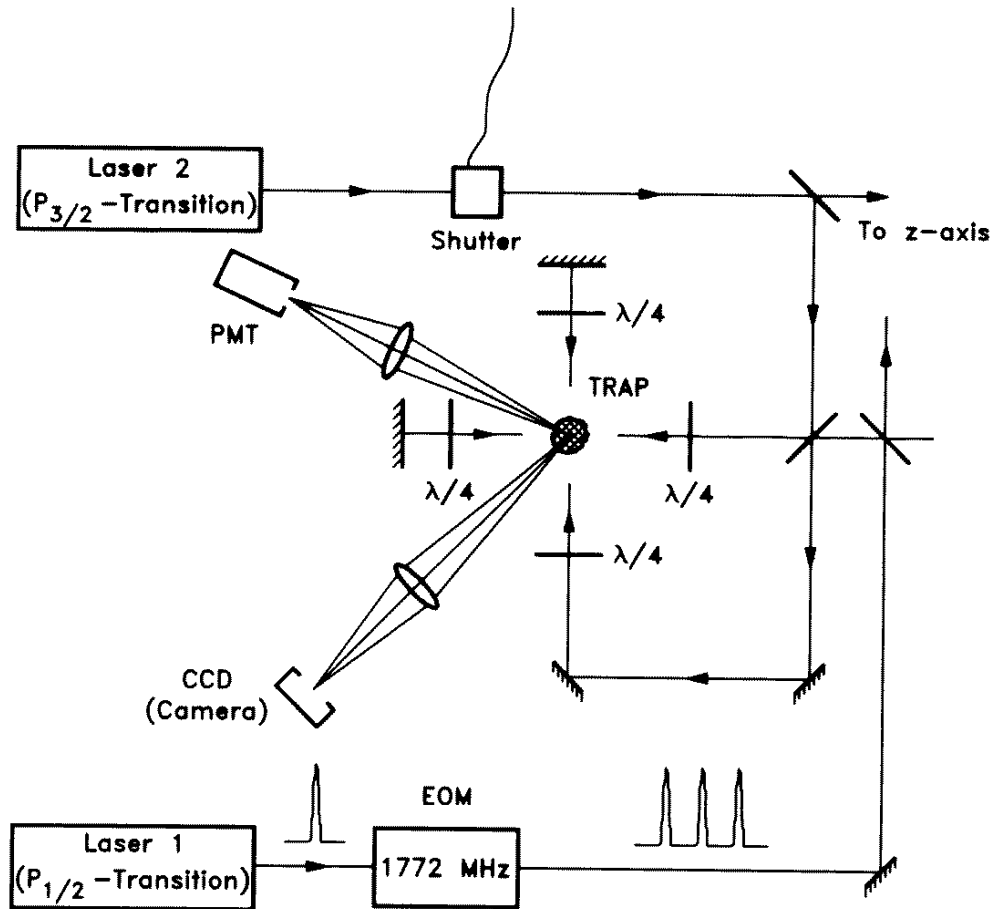 Laser 2
(P3/2 -Transition)
Shutter
To z-axis
PMT
λ/4
TRAP
λ/4
λ/4
λ/4
CCD
(Camera)
EOM
Laser 1
(P1/2 -Transition)
1772 MHz